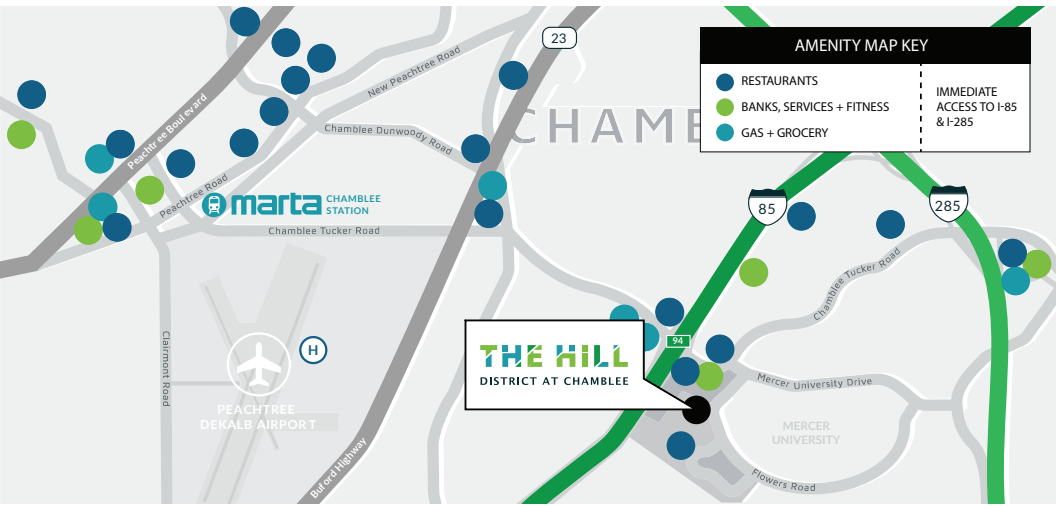 23
AMENITY MAP KEY
RESTAURANTS
BANKS, SERVICES + FITNESS
GAS + GROCERY
IMMEDIATE
ACCESS TO I-85
& I-285
New Peachtree Road
Peachtree Boulevard
Chamblee Dunwoody Road
CHAMB
Peachtree Road
marta
CHAMBLEE
STATION
85
285
Chamblee Tucker Road
Chamblee Tucker Road
94
THE HILL
DISTRICT AT CHAMBLEE
H
Clairmont Road
PEACHTREE
DEKALB AIRPORT
Mercer University Drive
MERCER
UNIVERSITY
Buford Highway
Flowers Road